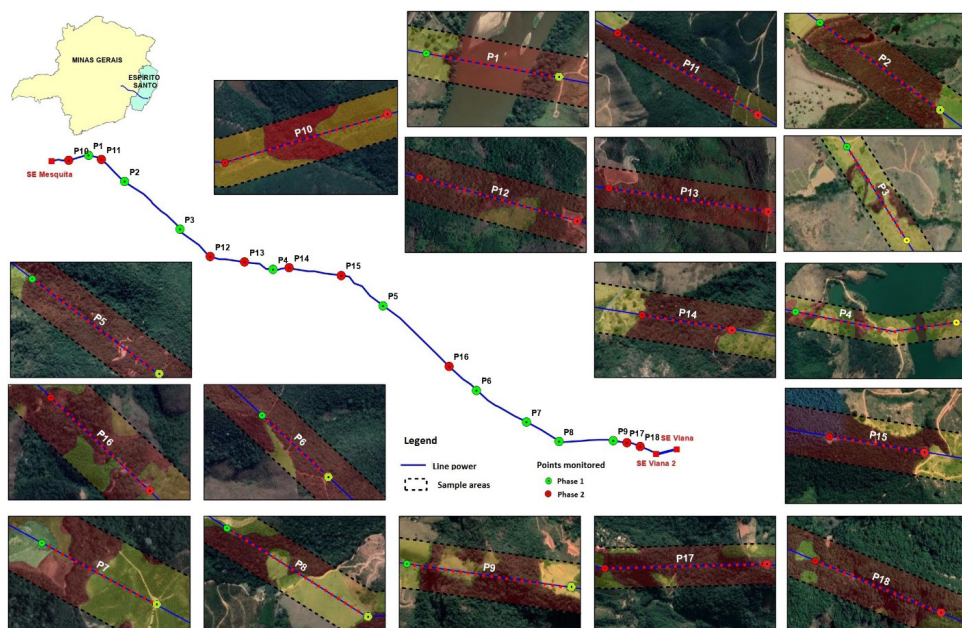 MINAS GERAIS
ESPIRITO
SANTO
P10
P1
P11
P2
P3
P12
P13
P4
P14
P15
P5
P16
P6
P7
P8
P9
P17
P18
SE Mesquita
SE Viana
SE Viana 2
P1
P11
P2
P10
P12
P13
P3
P5
P14
P4
P16
P6
P15
Legend
Line power
Sample areas
Points monitored
Phase 1
Phase 2
P7
P8
P9
P17
P18